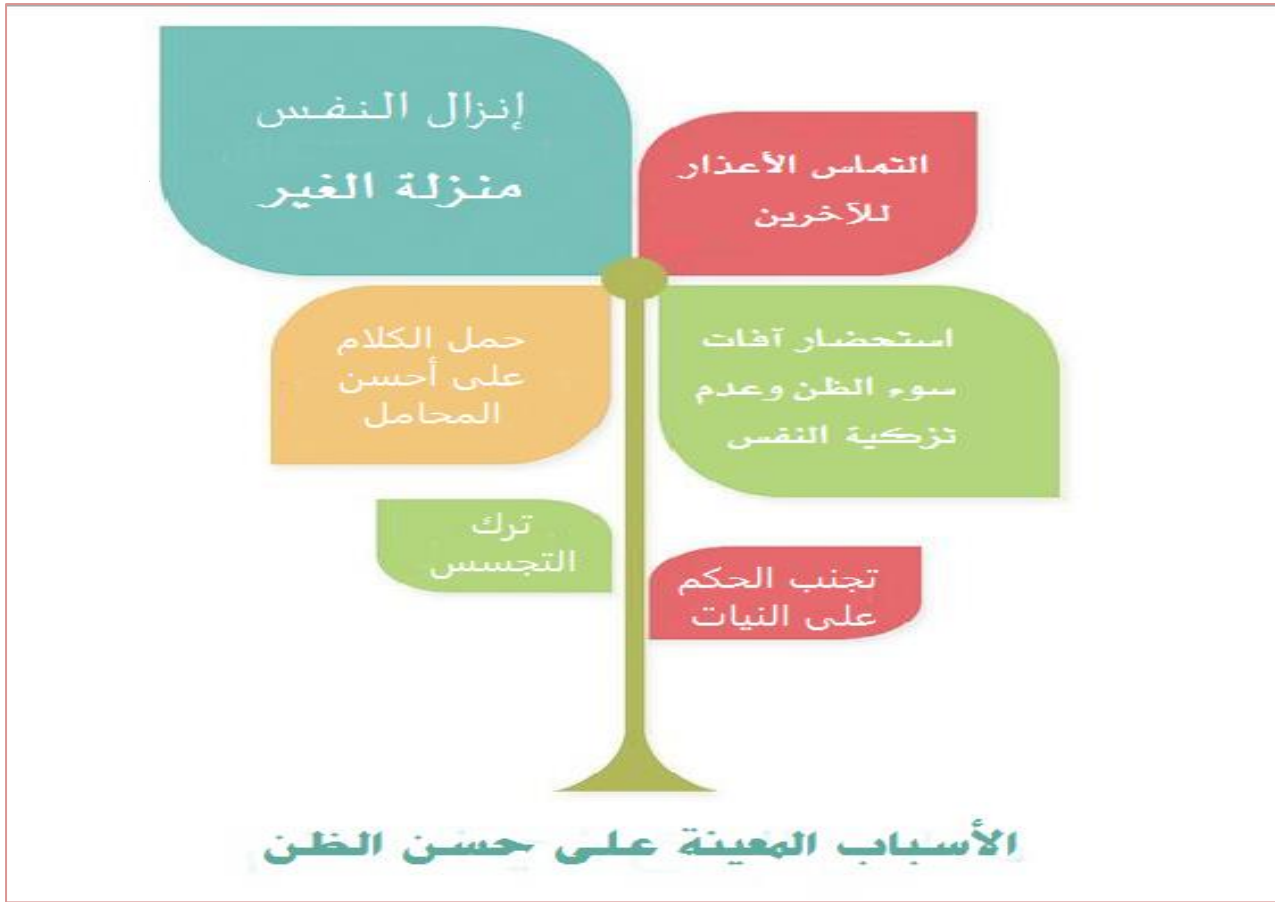 إنزال النفس
منزلة الغير
التماس الأعذار
للآخرين
حمل الكلام
على أحسن
المحامل
استحضار آفات
سوء الظن وعدم
تزكية النفس
ترك
التجسس
تجنب الحكم
على النيات
الأسباب المعينة على حسن الظن